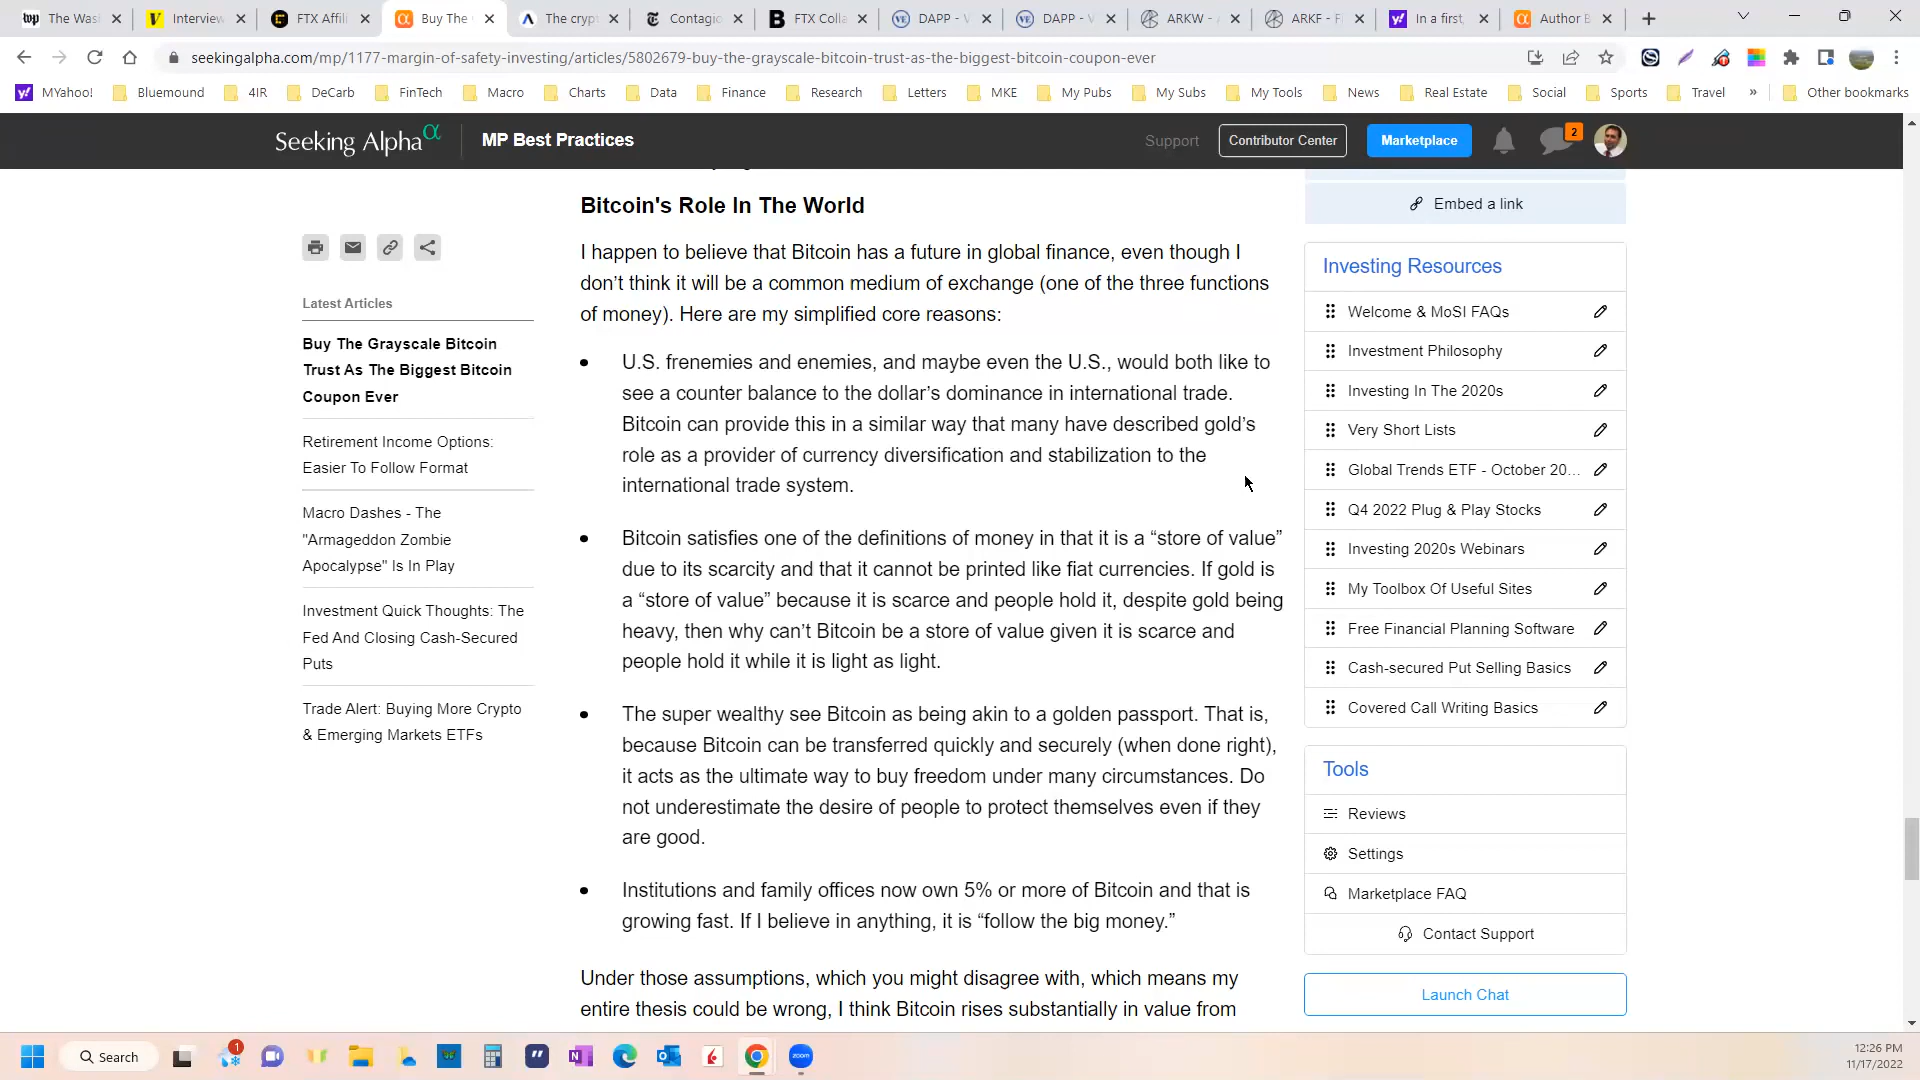 The Was
Interview
FTX Affili
Buy The
The crypt
Contagio
FTX Colla
DAPP - V
DAPP - V
ARKW -
ARKF - F
In a first,
Author B
seekingalpha.com/mp/1177-margin-of-safety-investing/articles/5802679-buy-the-grayscale-bitcoin-trust-as-the-biggest-bitcoin-coupon-ever
MYahoo!
Bluemound
4IR
DeCarb
FinTech
Macro
Charts
Data
Finance
Research
Letters
MKE
My Pubs
My Subs
My Tools
News
Real Estate
Social
Sports
Travel
»
Other bookmarks
Seeking Alpha α
MP Best Practices
Support
Contributor Center
Marketplace
2
Latest Articles
Buy The Grayscale Bitcoin
Trust As The Biggest Bitcoin
Coupon Ever
Retirement Income Options:
Easier To Follow Format
Macro Dashes - The
"Armageddon Zombie
Apocalypse" Is In Play
Investment Quick Thoughts: The
Fed And Closing Cash-Secured
Puts
Trade Alert: Buying More Crypto
& Emerging Markets ETFs
Bitcoin's Role In The World
I happen to believe that Bitcoin has a future in global finance, even though I
don’t think it will be a common medium of exchange (one of the three functions
of money). Here are my simplified core reasons:
• U.S. frenemies and enemies, and maybe even the U.S., would both like to
see a counter balance to the dollar’s dominance in international trade.
Bitcoin can provide this in a similar way that many have described gold’s
role as a provider of currency diversification and stabilization to the
international trade system.
• Bitcoin satisfies one of the definitions of money in that it is a “store of value”
due to its scarcity and that it cannot be printed like fiat currencies. If gold is
a “store of value” because it is scarce and people hold it, despite gold being
heavy, then why can’t Bitcoin be a store of value given it is scarce and
people hold it while it is light as light.
• The super wealthy see Bitcoin as being akin to a golden passport. That is,
because Bitcoin can be transferred quickly and securely (when done right),
it acts as the ultimate way to buy freedom under many circumstances. Do
not underestimate the desire of people to protect themselves even if they
are good.
• Institutions and family offices now own 5% or more of Bitcoin and that is
growing fast. If I believe in anything, it is “follow the big money.”
Under those assumptions, which you might disagree with, which means my
entire thesis could be wrong, I think Bitcoin rises substantially in value from
Embed a link
Investing Resources
Welcome & MoSI FAQs
Investment Philosophy
Investing In The 2020s
Very Short Lists
Global Trends ETF - October 20...
Q4 2022 Plug & Play Stocks
Investing 2020s Webinars
My Toolbox Of Useful Sites
Free Financial Planning Software
Cash-secured Put Selling Basics
Covered Call Writing Basics
Tools
Reviews
Settings
Marketplace FAQ
Contact Support
Launch Chat
Search
1
zoom
12:26 PM
11/17/2022